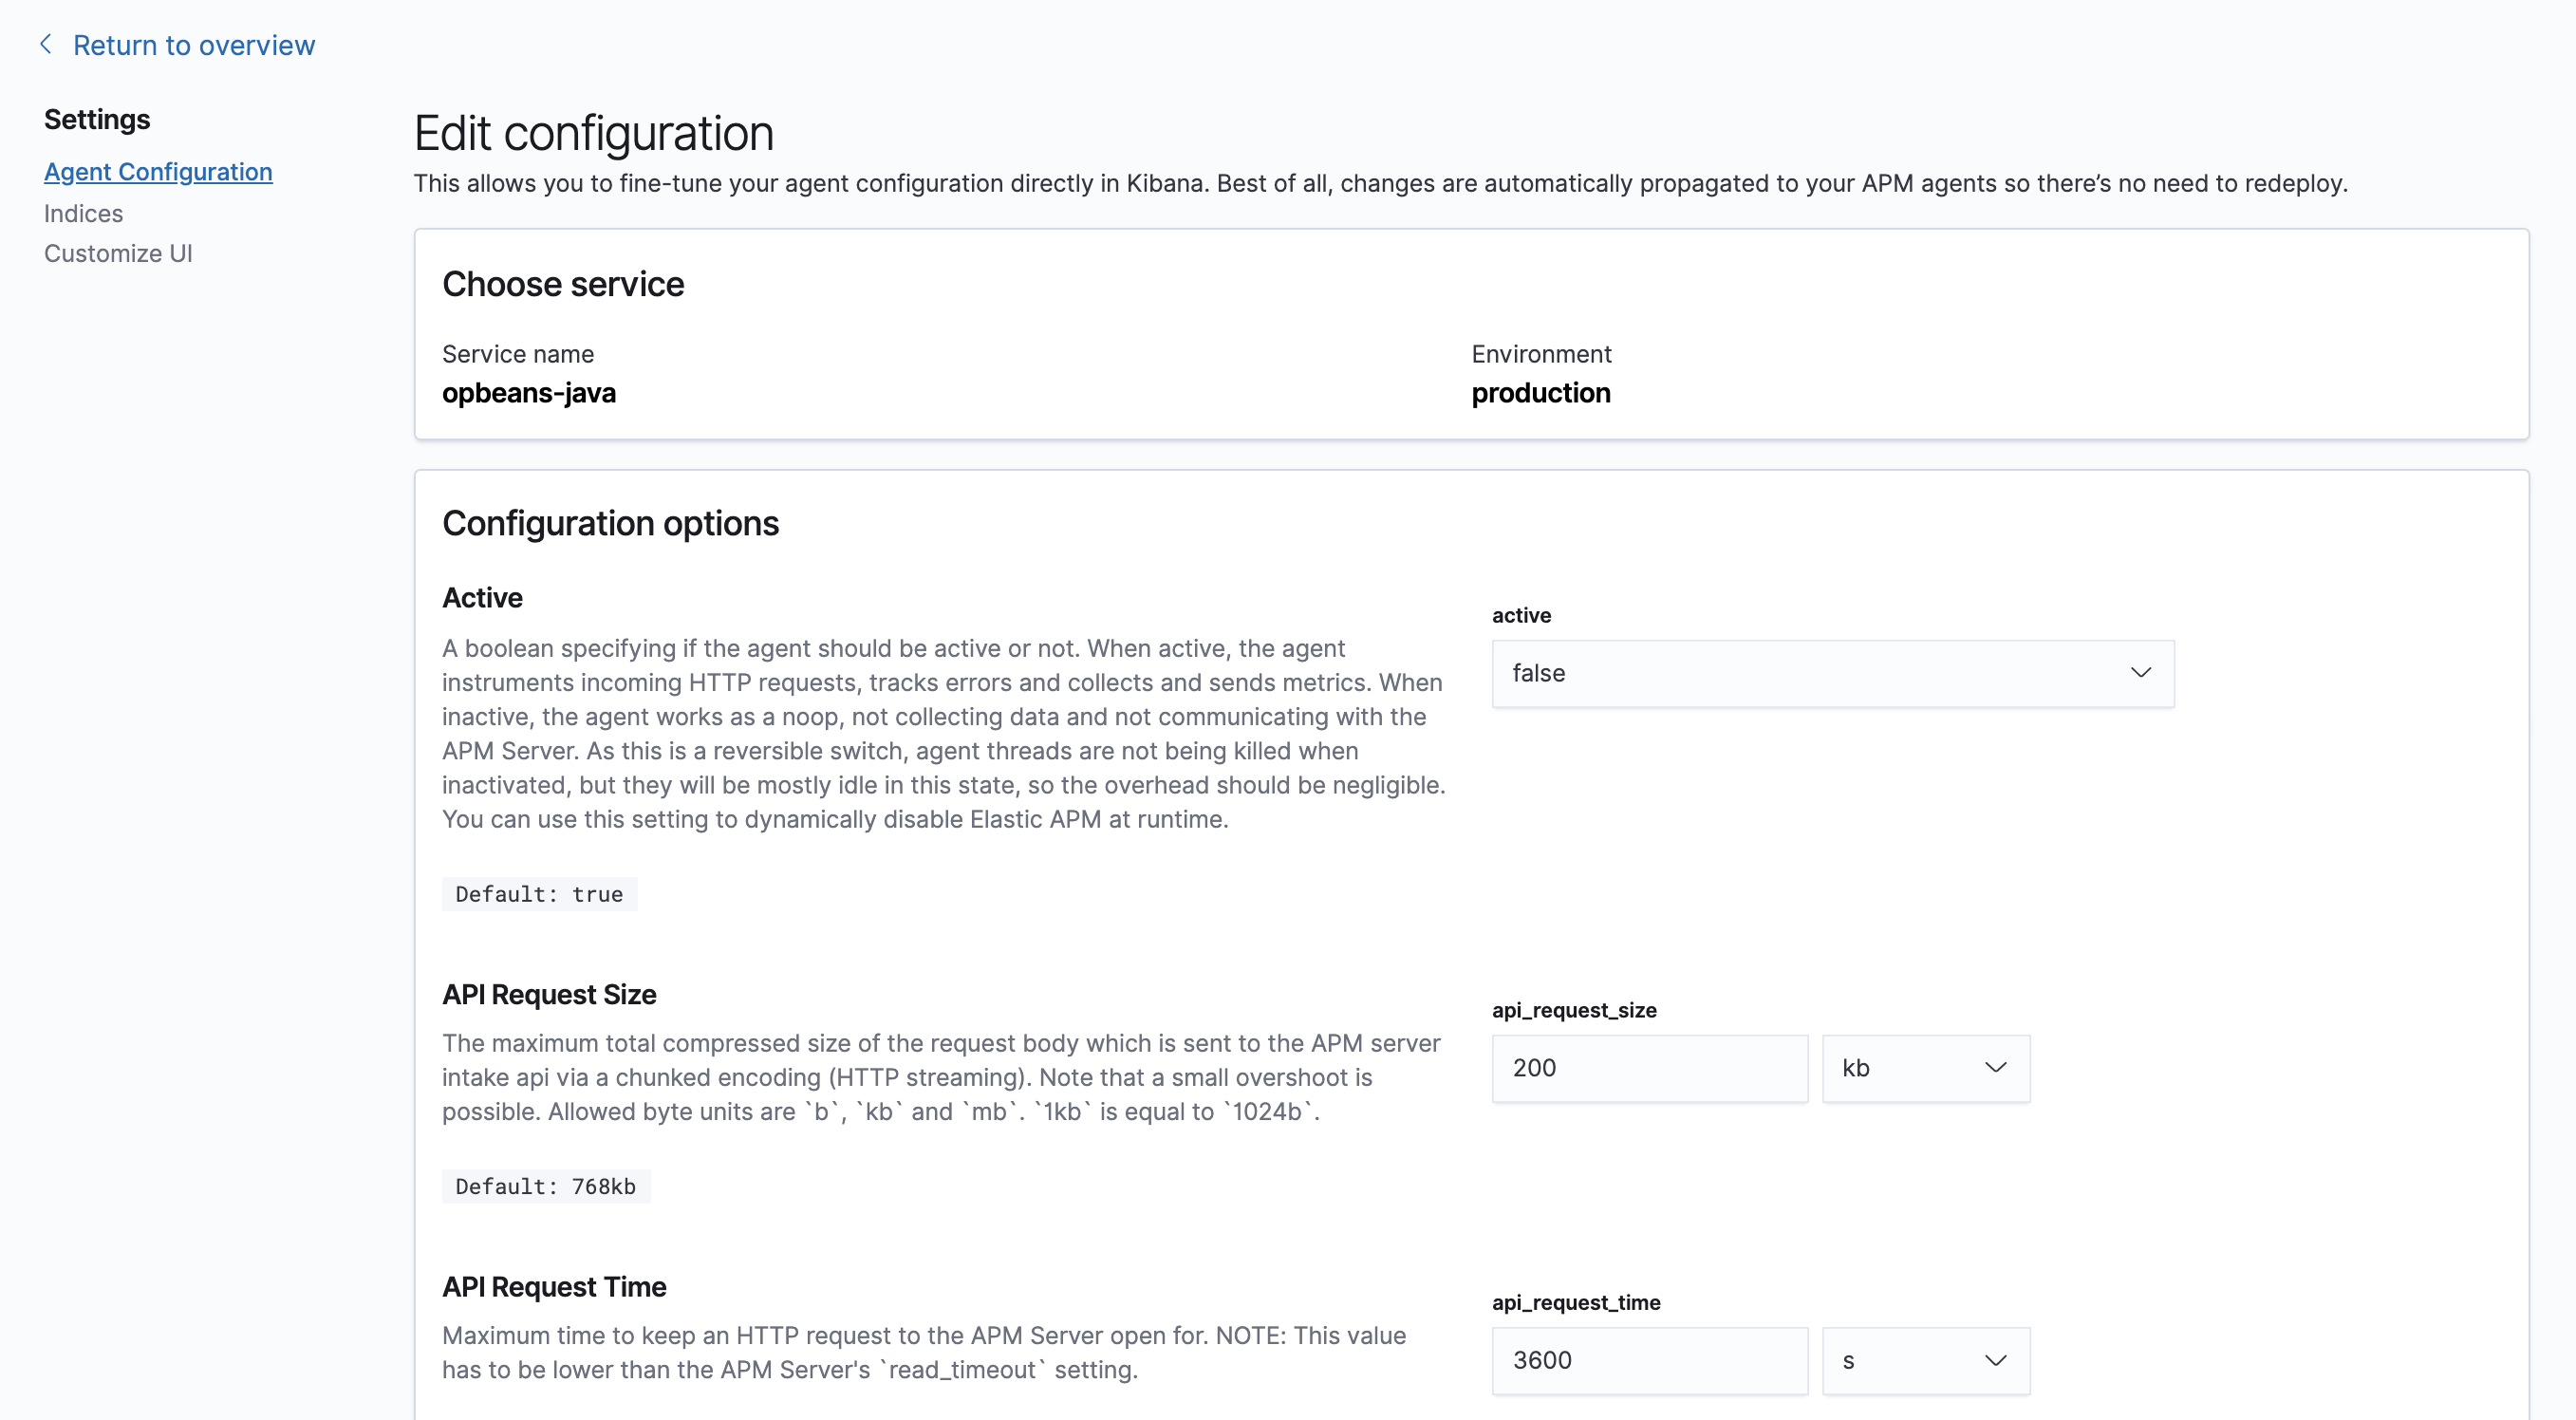 Return to overview
Settings
Agent Configuration
Indices
Customize UI
Edit configuration
This allows you to fine-tune your agent configuration directly in Kibana. Best of all, changes are automatically propagated to your APM agents so there’s no need to redeploy.
Choose service
Service name
opbeans-java
Environment
production
Configuration options
Active
A boolean specifying if the agent should be active or not. When active, the agent
instruments incoming HTTP requests, tracks errors and collects and sends metrics. When
inactive, the agent works as a noop, not collecting data and not communicating with the
APM Server. As this is a reversible switch, agent threads are not being killed when
inactivated, but they will be mostly idle in this state, so the overhead should be negligible.
You can use this setting to dynamically disable Elastic APM at runtime.
Default: true
active
false
API Request Size
The maximum total compressed size of the request body which is sent to the APM server
intake api via a chunked encoding (HTTP streaming). Note that a small overshoot is
possible. Allowed byte units are `b`, `kb` and `mb`. `1kb` is equal to `1024b`.
Default: 768kb
api_request_size
200
kb
API Request Time
Maximum time to keep an HTTP request to the APM Server open for. NOTE: This value
has to be lower than the APM Server's `read_timeout` setting.
api_request_time
3600
s